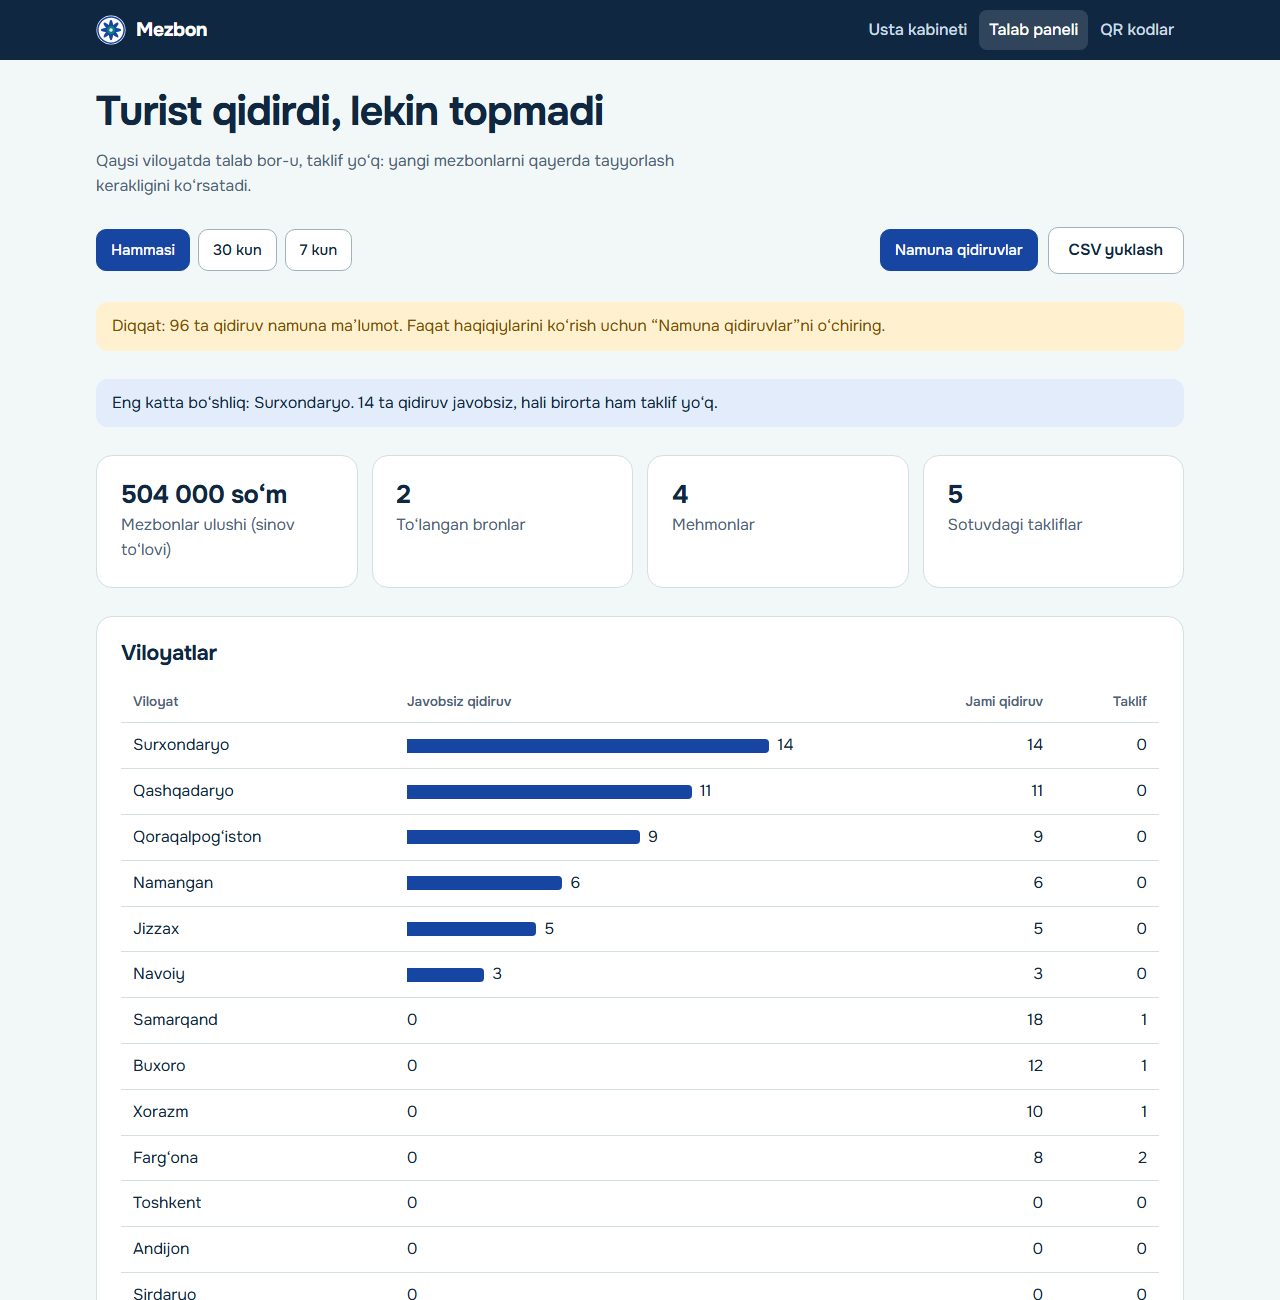 Mezbon
Usta kabineti
Talab paneli
QR kodlar
Turist qidirdi, lekin topmadi
Qaysi viloyatda talab bor-u, taklif yo‘q: yangi mezbonlarni qayerda tayyorlash
kerakligini ko‘rsatadi.
Hammasi
30 kun
7 kun
Namuna qidiruvlar
CSV yuklash
Diqqat: 96 ta qidiruv namuna ma’lumot. Faqat haqiqiylarini ko‘rish uchun “Namuna qidiruvlar”ni o‘chiring.
Eng katta bo‘shliq: Surxondaryo. 14 ta qidiruv javobsiz, hali birorta ham taklif yo‘q.
504 000 so‘m
Mezbonlar ulushi (sinov
to‘lovi)
2
To‘langan bronlar
4
Mehmonlar
5
Sotuvdagi takliflar
Viloyatlar
Viloyat Javobsiz qidiruv Jami qidiruv Taklif
Surxondaryo 14 14 0
Qashqadaryo 11 11 0
Qoraqalpog‘iston 9 9 0
Namangan 6 6 0
Jizzax 5 5 0
Navoiy 3 3 0
Samarqand 0 18 1
Buxoro 0 12 1
Xorazm 0 10 1
Farg‘ona 0 8 2
Toshkent 0 0 0
Andijon 0 0 0
Sirdaryo 0 0 0